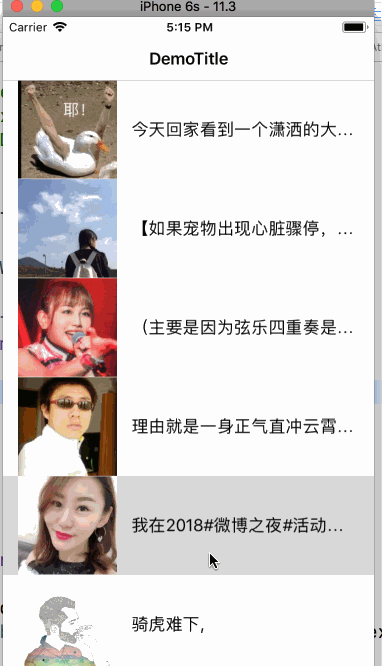 iPhone 6s - 11.3
Carrier
5:15 PM
DemoTitle
耶!
今天回家看到一个潇洒的大...
【如果宠物出现心脏骤停，...
（主要是因为弦乐四重奏是...
理由就是一身正气直冲云霄...
我在2018#微博之夜#活动...
骑虎难下,